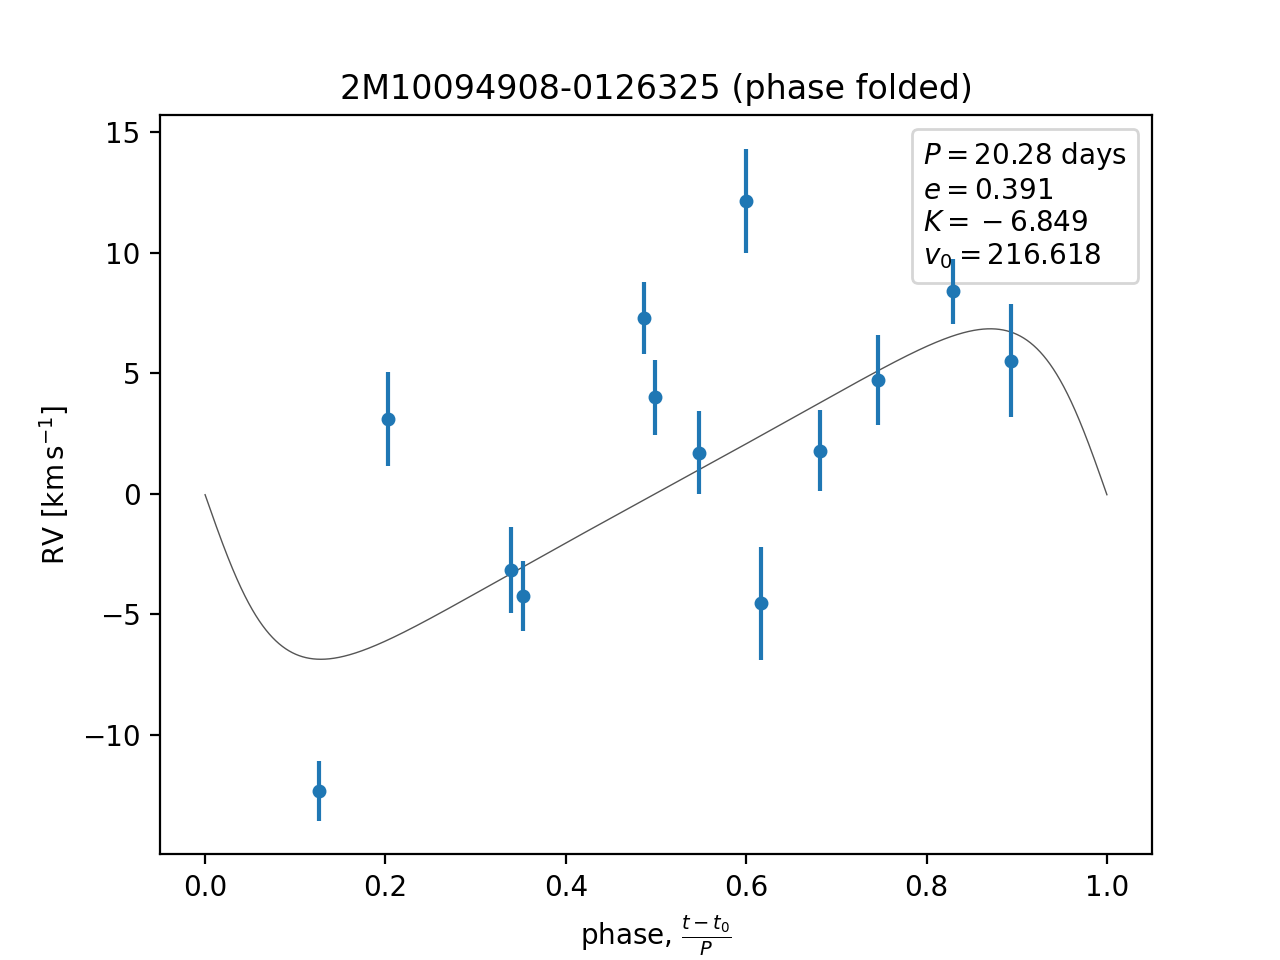 2M10094908-0126325 (phase folded)
P = 20.28 days
e = 0.391
K = −6.849
v₀ = 216.618
RV [km s⁻¹]
15
10
5
0
−5
−10
0.0 0.2 0.4 0.6 0.8 1.0
phase, (t − t₀)/P